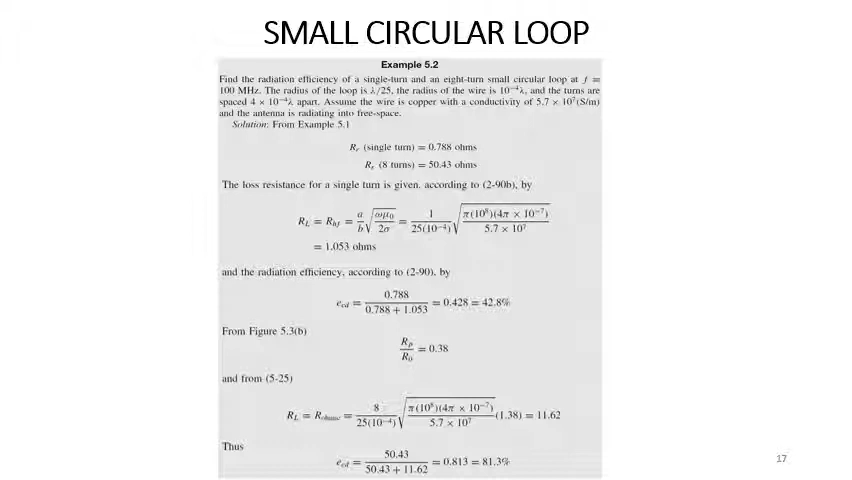 SMALL CIRCULAR LOOP
Example 5.2
Find the radiation efficiency of a single-turn and an eight-turn small circular loop at f =
100 MHz. The radius of the loop is λ/25, the radius of the wire is 10⁻⁴λ, and the turns are
spaced 4 × 10⁻⁴λ apart. Assume the wire is copper with a conductivity of 5.7 × 10⁷(S/m)
and the antenna is radiating into free-space.
Solution: From Example 5.1
Rr (single turn) = 0.788 ohms
Rr (8 turns) = 50.43 ohms
The loss resistance for a single turn is given, according to (2-90b), by
R_L = R_hf = a/b √(ωμ₀/2σ) = 1/25(10⁻⁴) √(π(10⁸)(4π × 10⁻⁷)/5.7 × 10⁷)
= 1.053 ohms
and the radiation efficiency, according to (2-90), by
e_cd = 0.788/0.788 + 1.053 = 0.428 = 42.8%
From Figure 5.3(b)
R_p/R₀ = 0.38
and from (5-25)
R_L = R_ohmic = 8/25(10⁻⁴) √(π(10⁸)(4π × 10⁻⁷)/5.7 × 10⁷) (1.38) = 11.62
Thus
e_cd = 50.43/50.43 + 11.62 = 0.813 = 81.3%
17